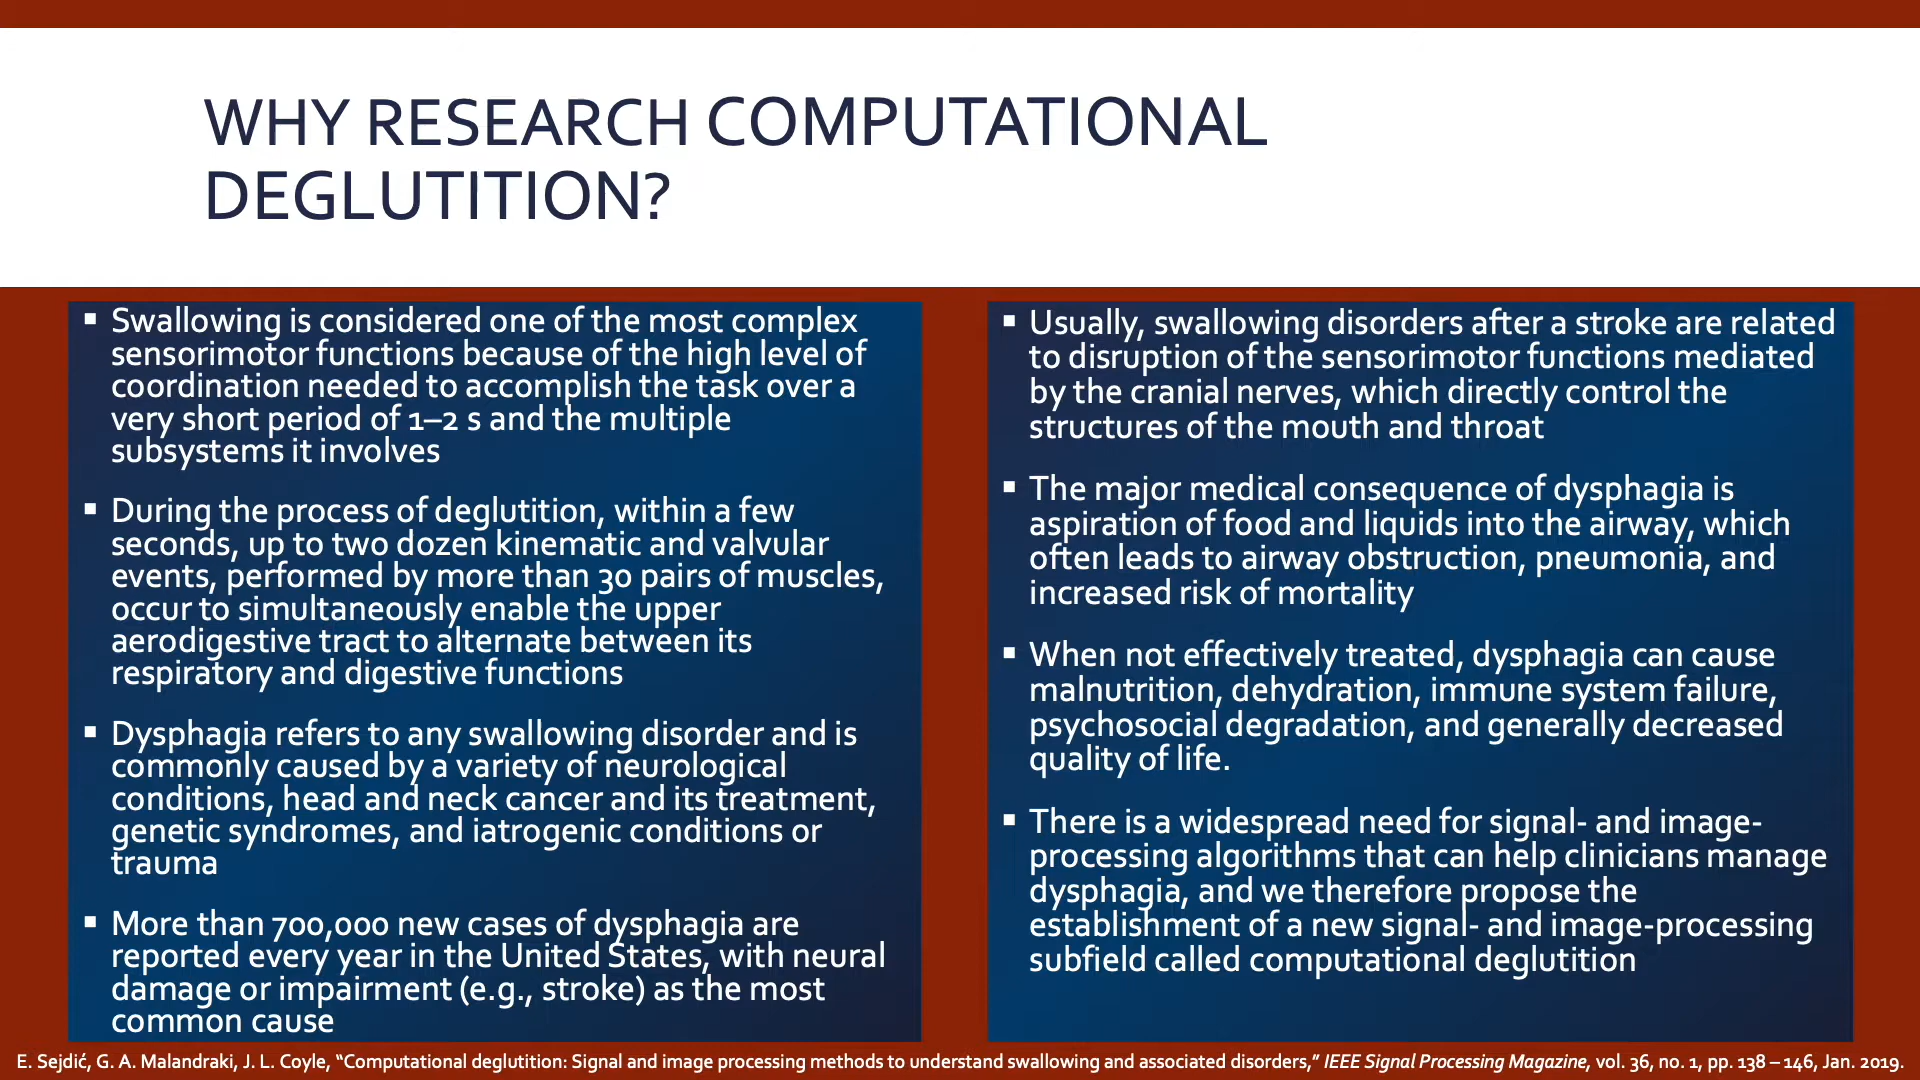 WHY RESEARCH COMPUTATIONAL
DEGLUTITION?
▪ Swallowing is considered one of the most complex
sensorimotor functions because of the high level of
coordination needed to accomplish the task over a
very short period of 1–2 s and the multiple
subsystems it involves
▪ During the process of deglutition, within a few
seconds, up to two dozen kinematic and valvular
events, performed by more than 30 pairs of muscles,
occur to simultaneously enable the upper
aerodigestive tract to alternate between its
respiratory and digestive functions
▪ Dysphagia refers to any swallowing disorder and is
commonly caused by a variety of neurological
conditions, head and neck cancer and its treatment,
genetic syndromes, and iatrogenic conditions or
trauma
▪ More than 700,000 new cases of dysphagia are
reported every year in the United States, with neural
damage or impairment (e.g., stroke) as the most
common cause
▪ Usually, swallowing disorders after a stroke are related
to disruption of the sensorimotor functions mediated
by the cranial nerves, which directly control the
structures of the mouth and throat
▪ The major medical consequence of dysphagia is
aspiration of food and liquids into the airway, which
often leads to airway obstruction, pneumonia, and
increased risk of mortality
▪ When not effectively treated, dysphagia can cause
malnutrition, dehydration, immune system failure,
psychosocial degradation, and generally decreased
quality of life.
▪ There is a widespread need for signal- and image-
processing algorithms that can help clinicians manage
dysphagia, and we therefore propose the
establishment of a new signal- and image-processing
subfield called computational deglutition
E. Sejdić, G. A. Malandraki, J. L. Coyle, “Computational deglutition: Signal and image processing methods to understand swallowing and associated disorders,” IEEE Signal Processing Magazine, vol. 36, no. 1, pp. 138 – 146, Jan. 2019.